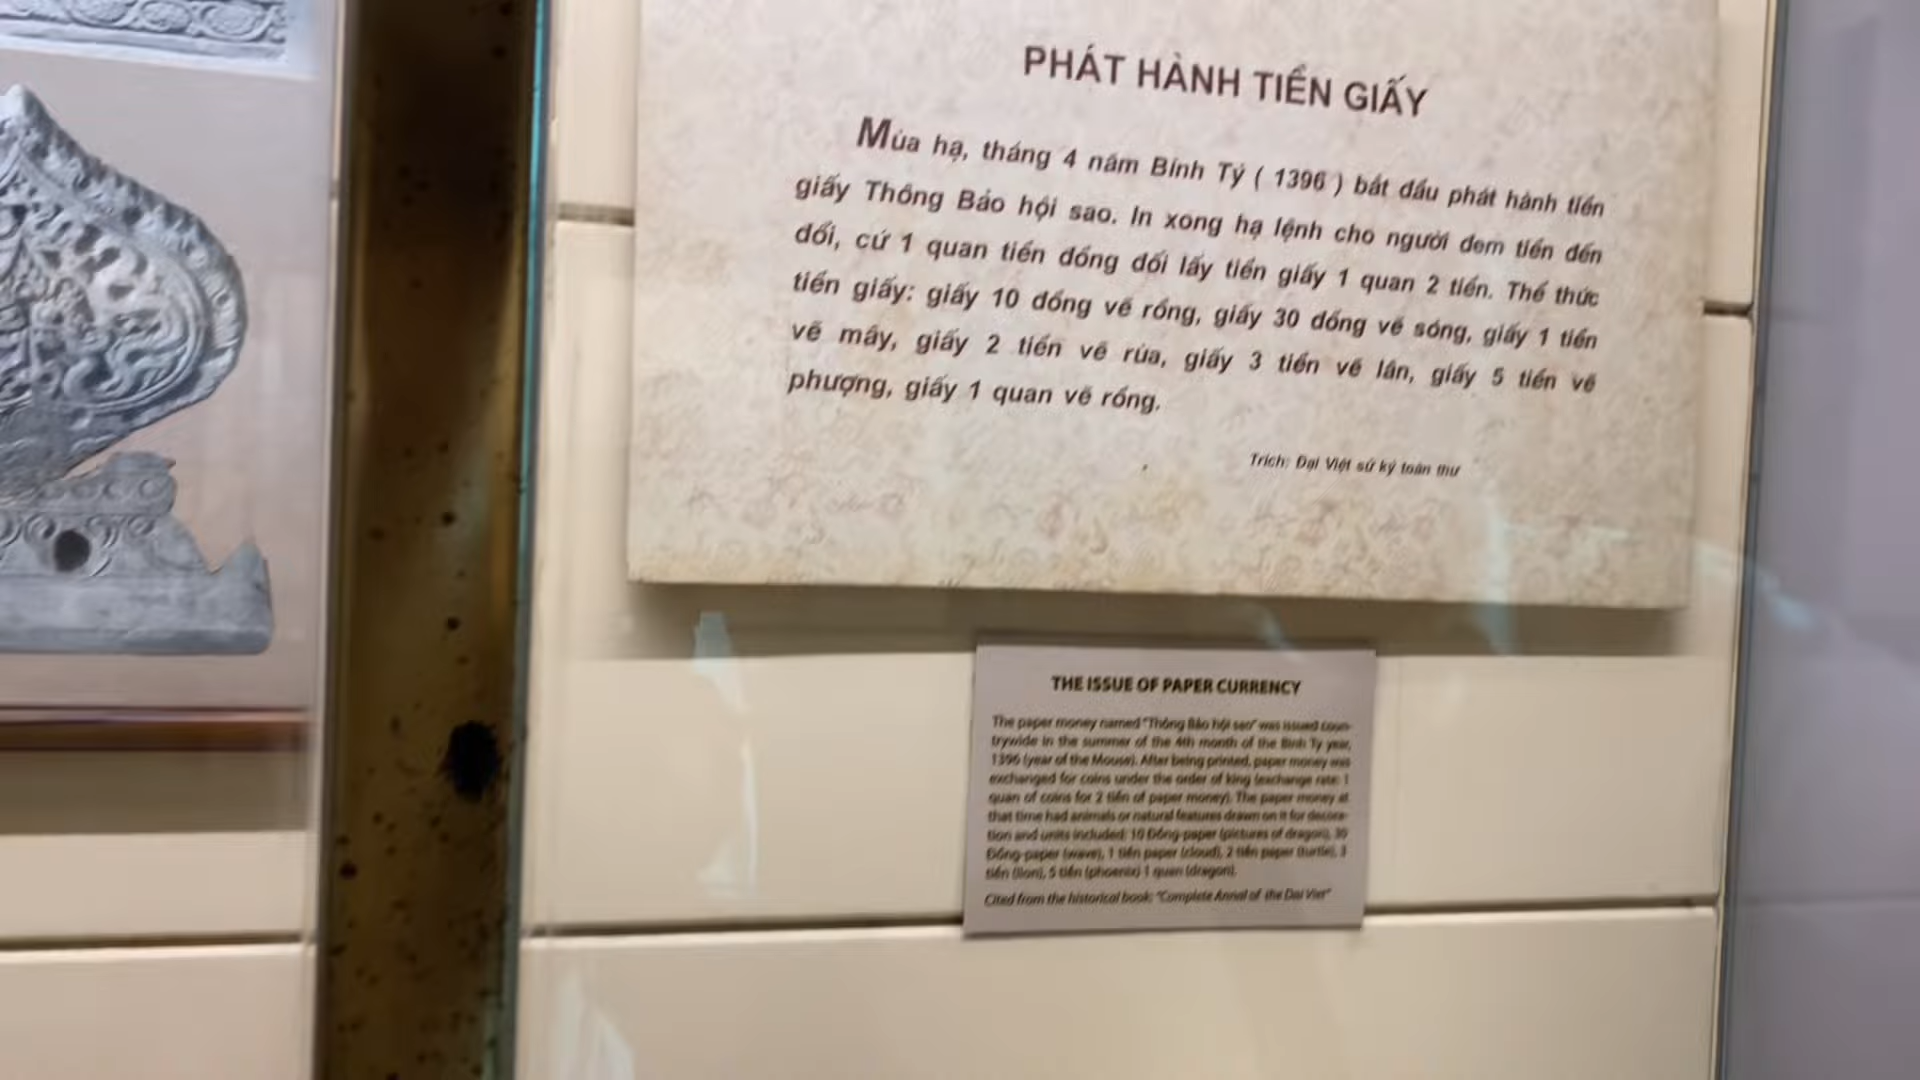 PHÁT HÀNH TIỀN GIẤY
Mùa hạ, tháng 4 năm Bính Tý ( 1396 ) bắt đầu phát hành tiền
giấy Thông Bảo hội sao. In xong hạ lệnh cho người đem tiền đến
đổi, cứ 1 quan tiền đồng đổi lấy tiền giấy 1 quan 2 tiền. Thể thức
tiền giấy: giấy 10 đồng vẽ rồng, giấy 30 đồng vẽ sóng, giấy 1 tiền
vẽ mây, giấy 2 tiền vẽ rùa, giấy 3 tiền vẽ lân, giấy 5 tiền vẽ
phượng, giấy 1 quan vẽ rồng.
Trích: Đại Việt sử ký toàn thư
THE ISSUE OF PAPER CURRENCY
The paper money named "Thông Bảo hội sao" was issued coun-
trywide in the summer of the 4th month of the Bính Tý year,
1396 (year of the Mouse). After being printed, paper money was
exchanged for coins under the order of king (exchange rate: 1
quan of coins for 2 tiền of paper money). The paper money at
that time had animals or natural features drawn on it for decora-
tion and units included: 10 Đồng-paper (pictures of dragon), 30
Đồng-paper (wave), 1 tiền paper (cloud), 2 tiền paper (turtle), 3
tiền (lion), 5 tiền (phoenix) 1 quan (dragon).
Cited from the historical book: "Complete Annal of the Dai Viet"